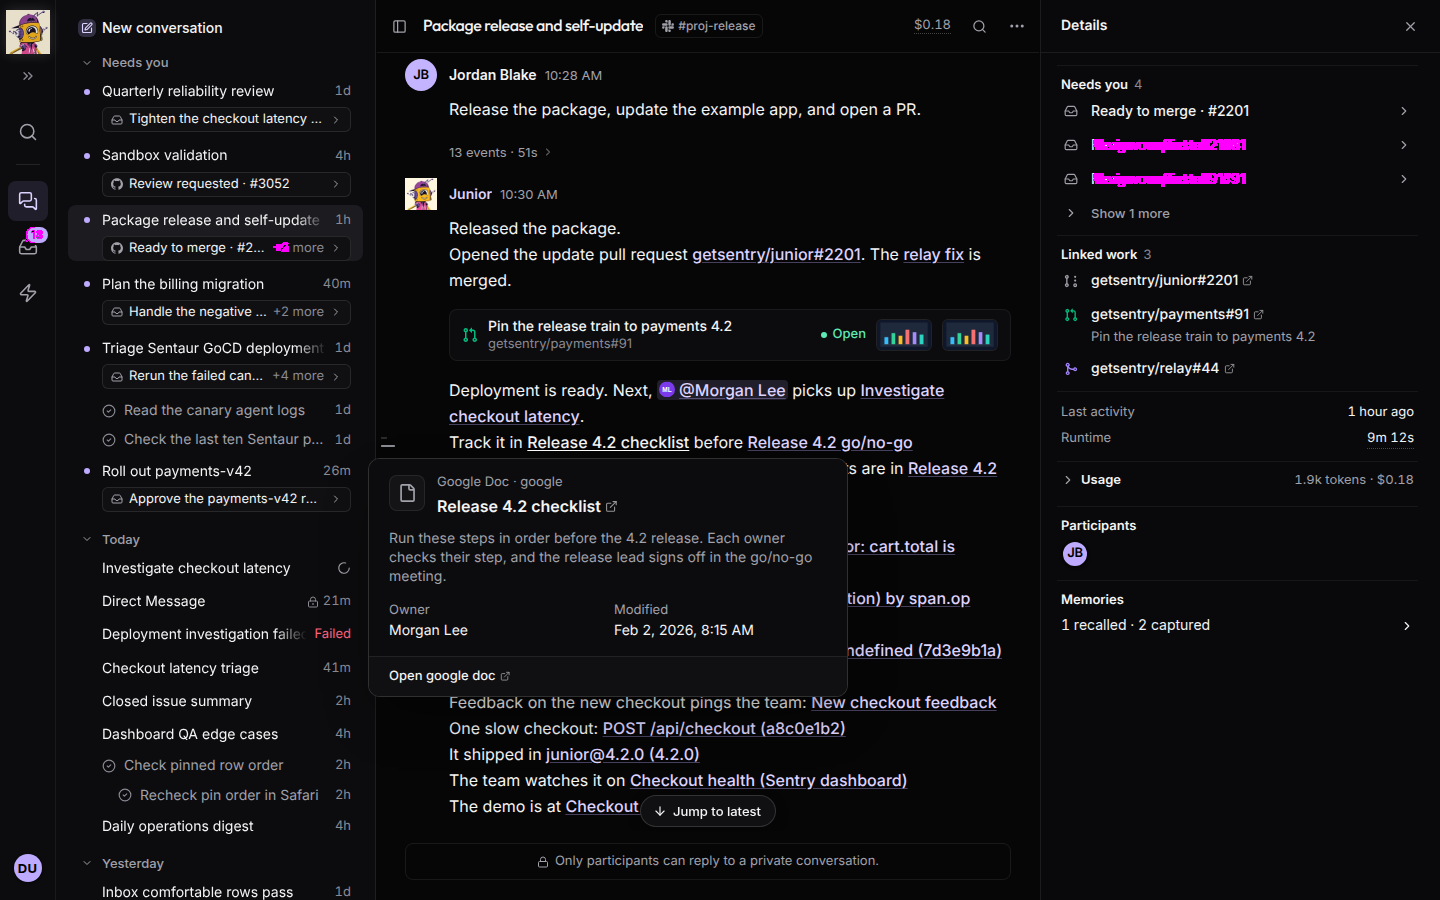 New conversation
Needs you
Quarterly reliability review 1d
Tighten the checkout latency ...
Sandbox validation 4h
Review requested · #3052
Package release and self-update 1h
Ready to merge · #2... more
Plan the billing migration 40m
Handle the negative ... +2 more
Triage Sentaur GoCD deployment 1d
Rerun the failed can... +4 more
Read the canary agent logs 1d
Check the last ten Sentaur p... 1d
Roll out payments-v42 26m
Approve the payments-v42 r...
Today
Investigate checkout latency
Direct Message 21m
Deployment investigation failed Failed
Checkout latency triage 41m
Closed issue summary 2h
Dashboard QA edge cases 4h
Check pinned row order 2h
Recheck pin order in Safari 2h
Daily operations digest 4h
Yesterday
Inbox comfortable rows pass 1d
DU
Package release and self-update #proj-release $0.18
JB Jordan Blake 10:28 AM
Release the package, update the example app, and open a PR.
13 events · 51s
Junior 10:30 AM
Released the package.
Opened the update pull request getsentry/junior#2201. The relay fix is
merged.
Pin the release train to payments 4.2
getsentry/payments#91
Open
Deployment is ready. Next, ML @Morgan Lee picks up Investigate
checkout latency.
Track it in Release 4.2 checklist before Release 4.2 go/no-go
ts are in Release 4.2
Google Doc · google
Release 4.2 checklist
Run these steps in order before the 4.2 release. Each owner
checks their step, and the release lead signs off in the go/no-go
meeting.
Owner Modified
Morgan Lee Feb 2, 2026, 8:15 AM
Open google doc
or: cart.total is
tion) by span.op
ndefined (7d3e9b1a)
Feedback on the new checkout pings the team: New checkout feedback
One slow checkout: POST /api/checkout (a8c0e1b2)
It shipped in junior@4.2.0 (4.2.0)
The team watches it on Checkout health (Sentry dashboard)
The demo is at Checkout
Jump to latest
Only participants can reply to a private conversation.
Details
Needs you 4
Ready to merge · #2201
Show 1 more
Linked work 3
getsentry/junior#2201
getsentry/payments#91
Pin the release train to payments 4.2
getsentry/relay#44
Last activity 1 hour ago
Runtime 9m 12s
Usage 1.9k tokens · $0.18
Participants
JB
Memories
1 recalled · 2 captured